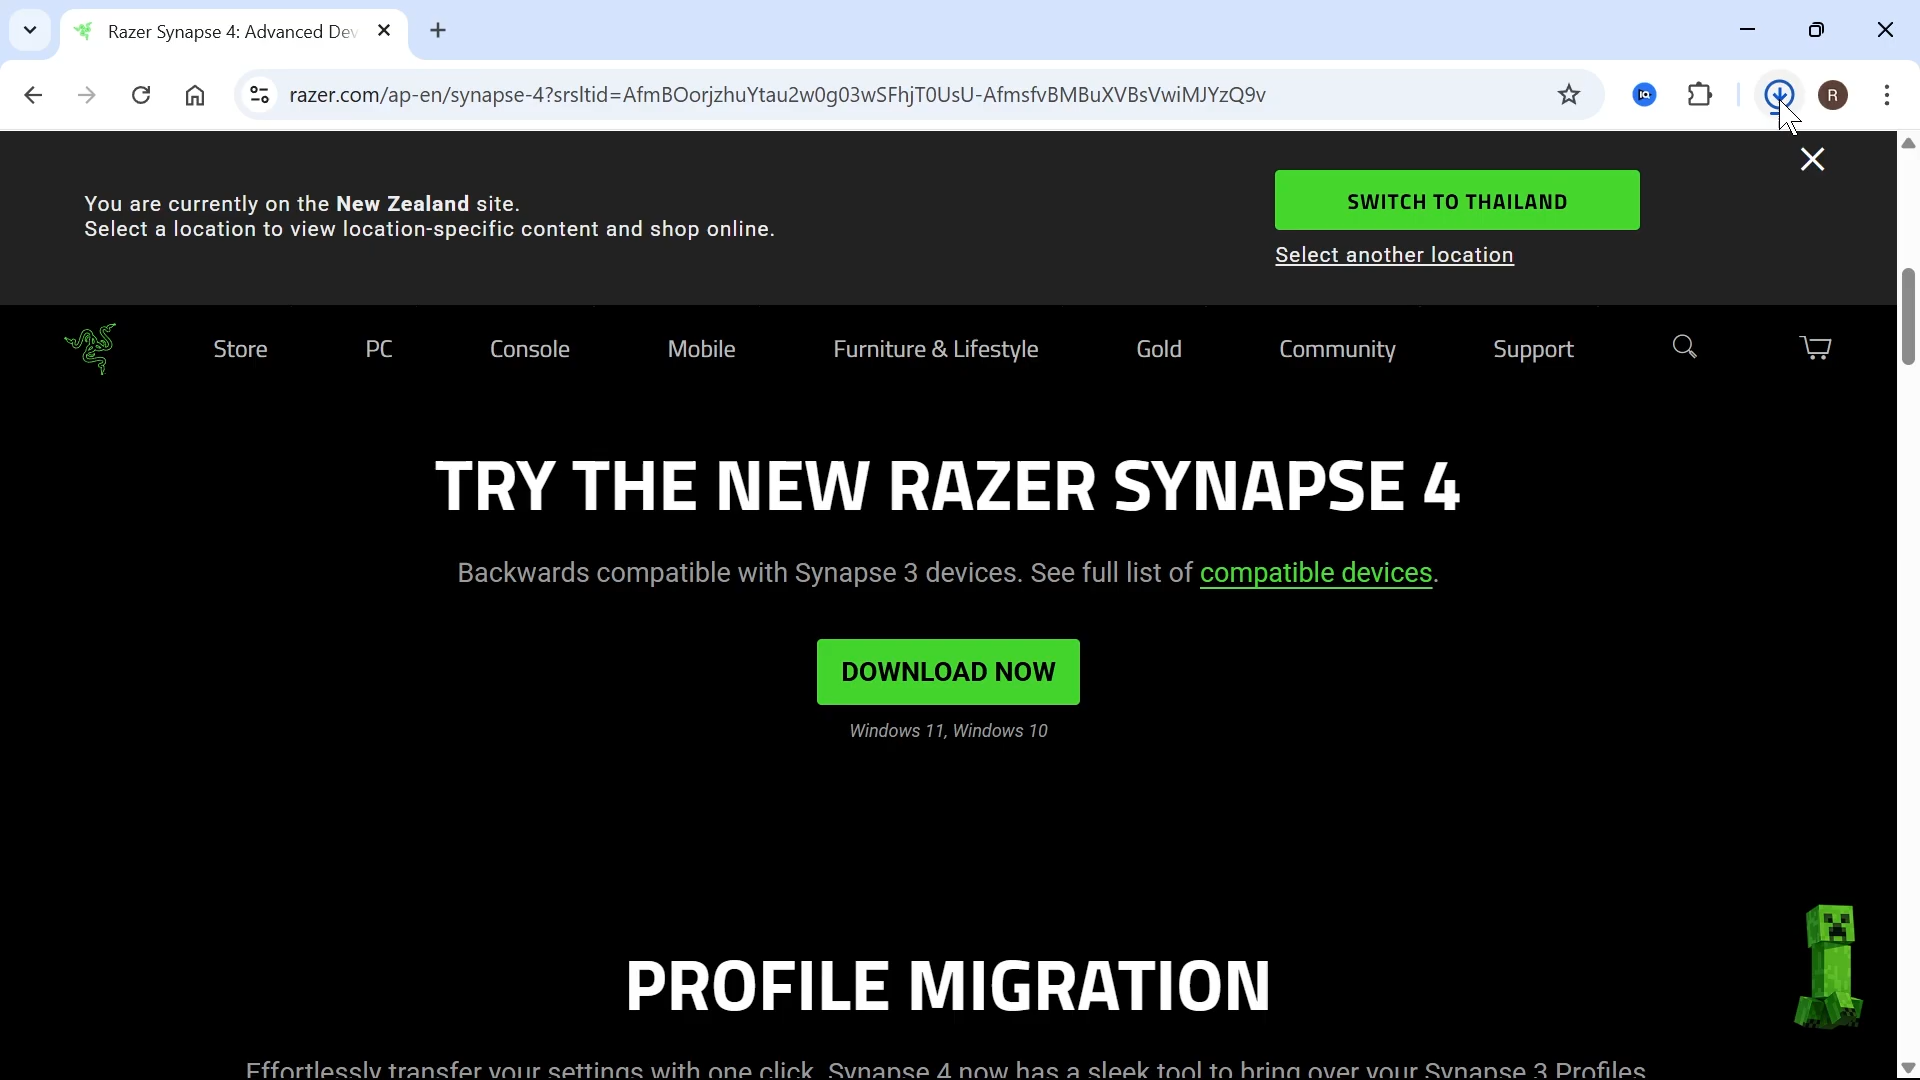 Razer Synapse 4: Advanced Dev
razer.com/ap-en/synapse-4?srsltid=AfmBOorjzhuYtau2w0g03wSFhjT0UsU-AfmsfvBMBuXVBsVwiMJYzQ9v
IQ
R
You are currently on the New Zealand site.
Select a location to view location-specific content and shop online.
SWITCH TO THAILAND
Select another location
Store
PC
Console
Mobile
Furniture & Lifestyle
Gold
Community
Support
TRY THE NEW RAZER SYNAPSE 4
Backwards compatible with Synapse 3 devices. See full list of compatible devices.
DOWNLOAD NOW
Windows 11, Windows 10
PROFILE MIGRATION
Effortlessly transfer your settings with one click. Synapse 4 now has a sleek tool to bring over your Synapse 3 Profiles